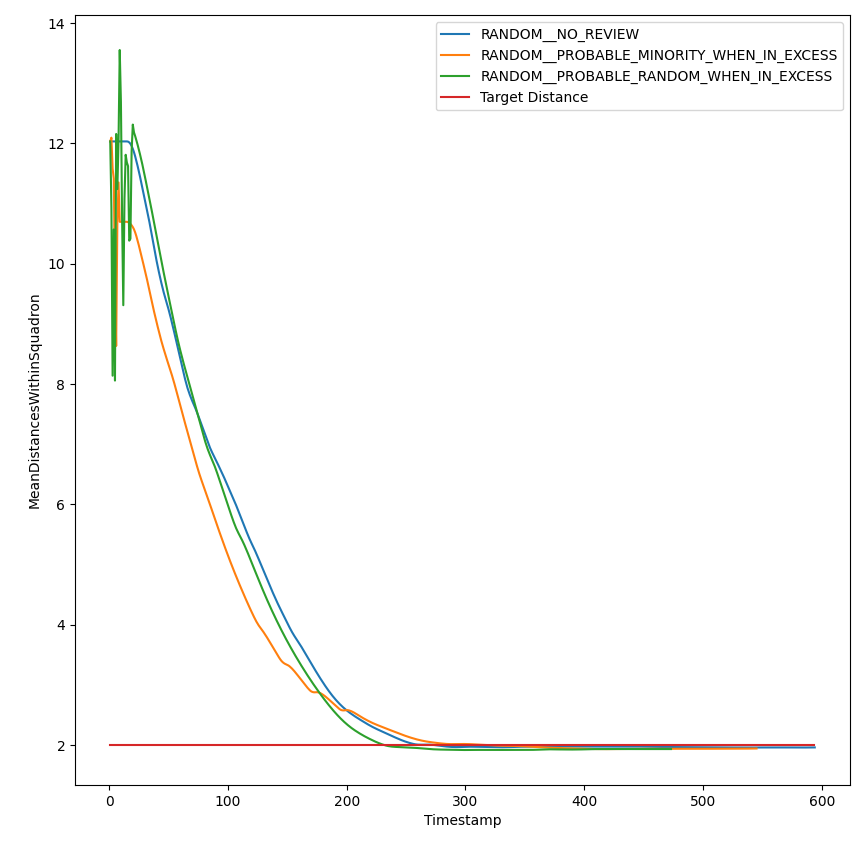 RANDOM__NO_REVIEW
RANDOM__PROBABLE_MINORITY_WHEN_IN_EXCESS
RANDOM__PROBABLE_RANDOM_WHEN_IN_EXCESS
Target Distance
MeanDistancesWithinSquadron
14
12
10
8
6
4
2
0 100 200 300 400 500 600
Timestamp